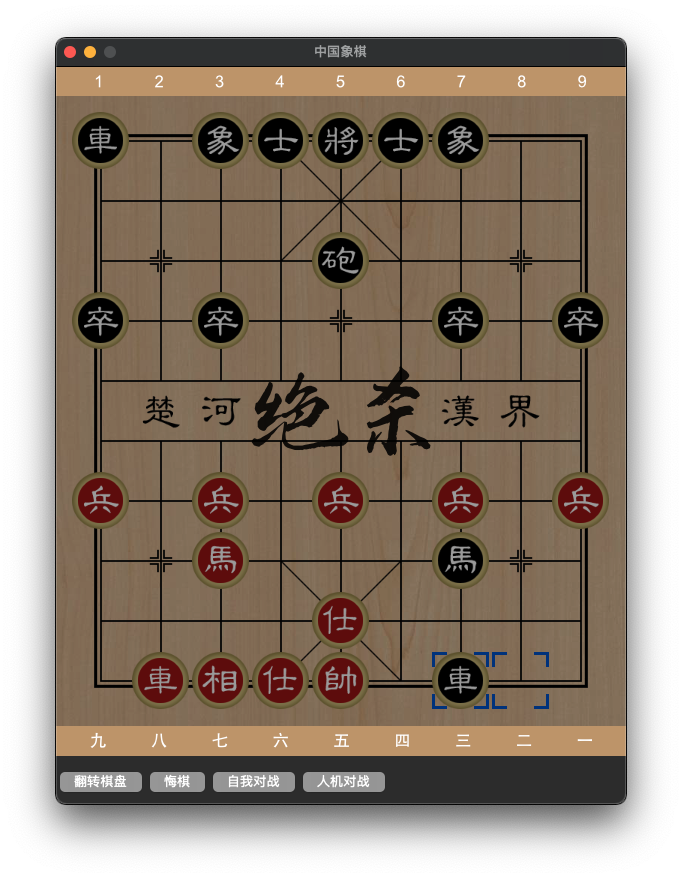 中国象棋
1 2 3 4 5 6 7 8 9
車 象 士 將 士 象
砲
卒 卒 卒 卒
楚 河 绝 杀 漢 界
兵 兵 兵 兵 兵
馬 馬
仕
車 相 仕 帥 車
九 八 七 六 五 四 三 二 一
翻转棋盘 悔棋 自我对战 人机对战